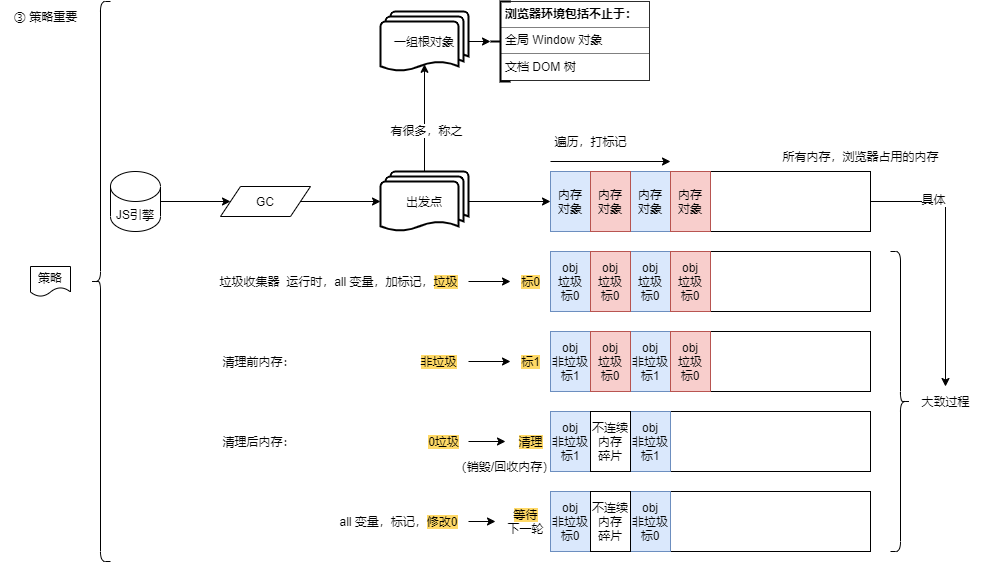 ③ 策略重要
浏览器环境包括不止于：
一组根对象
全局 Window 对象
文档 DOM 树
有很多，称之
遍历，打标记
所有内存，浏览器占用的内存
JS引擎
GC
出发点
内存
对象
内存
对象
内存
对象
内存
对象
具体
策略
垃圾收集器 运行时，all 变量，加标记，垃圾
标0
obj
垃圾
标0
obj
垃圾
标0
obj
垃圾
标0
obj
垃圾
标0
清理前内存：
非垃圾
标1
obj
非垃圾
标1
obj
垃圾
标0
obj
非垃圾
标1
obj
垃圾
标0
大致过程
清理后内存：
0垃圾
清理
(销毁/回收内存)
obj
非垃圾
标1
不连续
内存
碎片
obj
非垃圾
标1
all 变量，标记，修改0
等待
下一轮
obj
非垃圾
标0
不连续
内存
碎片
obj
非垃圾
标0